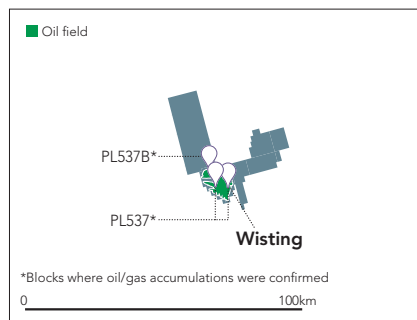 Oil field
PL537B*
PL537*
Wisting
*Blocks where oil/gas accumulations were confirmed
0 100km